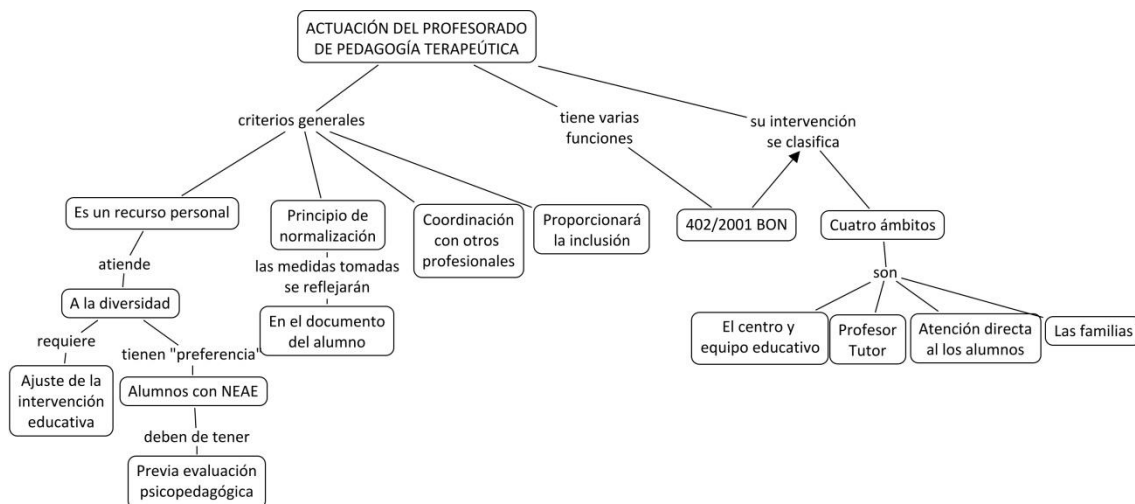 ACTUACIÓN DEL PROFESORADO
DE PEDAGOGÍA TERAPEÚTICA
criterios generales
tiene varias
funciones
su intervención
se clasifica
Es un recurso personal
Principio de
normalización
Coordinación
con otros
profesionales
Proporcionará
la inclusión
402/2001 BON
Cuatro ámbitos
atiende
las medidas tomadas
se reflejarán
son
A la diversidad
En el documento
del alumno
El centro y
equipo educativo
Profesor
Tutor
Atención directa
al los alumnos
Las familias
requiere
tienen "preferencia"
Ajuste de la
intervención
educativa
Alumnos con NEAE
deben de tener
Previa evaluación
psicopedagógica